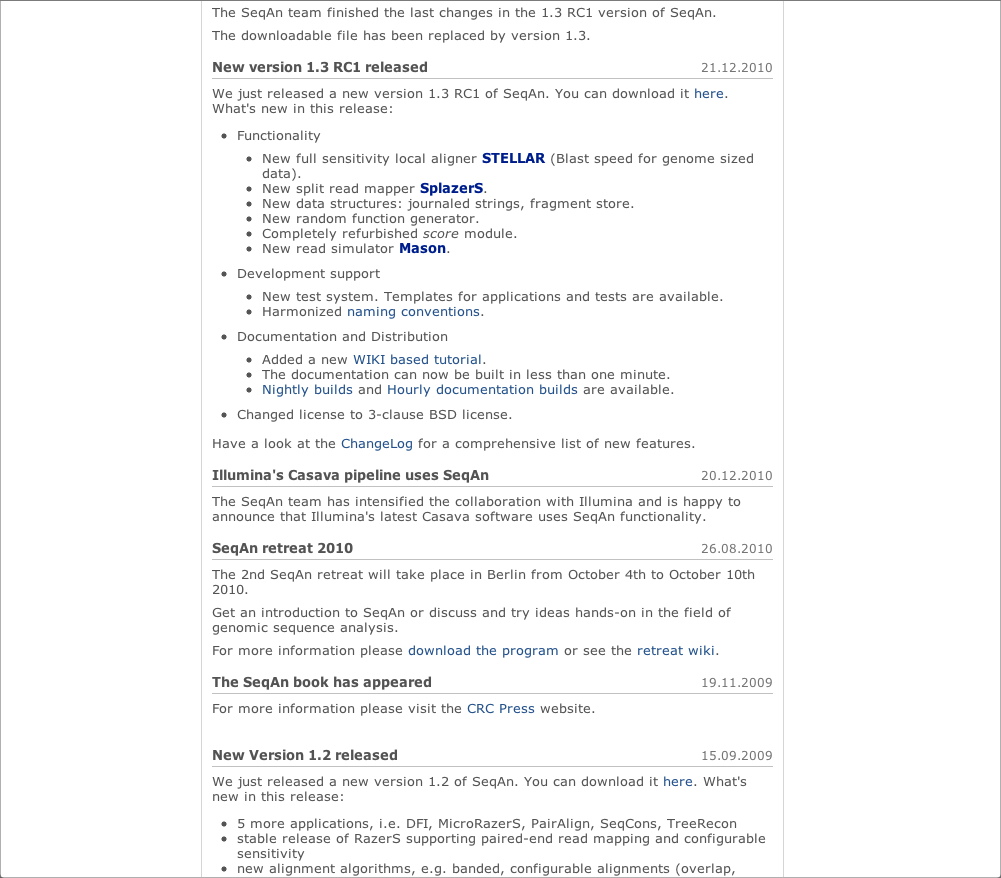 The SeqAn team finished the last changes in the 1.3 RC1 version of SeqAn.
The downloadable file has been replaced by version 1.3.
New version 1.3 RC1 released 21.12.2010
We just released a new version 1.3 RC1 of SeqAn. You can download it here.
What's new in this release:
• Functionality
• New full sensitivity local aligner STELLAR (Blast speed for genome sized
data).
• New split read mapper SplazerS.
• New data structures: journaled strings, fragment store.
• New random function generator.
• Completely refurbished score module.
• New read simulator Mason.
• Development support
• New test system. Templates for applications and tests are available.
• Harmonized naming conventions.
• Documentation and Distribution
• Added a new WIKI based tutorial.
• The documentation can now be built in less than one minute.
• Nightly builds and Hourly documentation builds are available.
• Changed license to 3-clause BSD license.
Have a look at the ChangeLog for a comprehensive list of new features.
Illumina's Casava pipeline uses SeqAn 20.12.2010
The SeqAn team has intensified the collaboration with Illumina and is happy to
announce that Illumina's latest Casava software uses SeqAn functionality.
SeqAn retreat 2010 26.08.2010
The 2nd SeqAn retreat will take place in Berlin from October 4th to October 10th
2010.
Get an introduction to SeqAn or discuss and try ideas hands-on in the field of
genomic sequence analysis.
For more information please download the program or see the retreat wiki.
The SeqAn book has appeared 19.11.2009
For more information please visit the CRC Press website.
New Version 1.2 released 15.09.2009
We just released a new version 1.2 of SeqAn. You can download it here. What's
new in this release:
• 5 more applications, i.e. DFI, MicroRazerS, PairAlign, SeqCons, TreeRecon
• stable release of RazerS supporting paired-end read mapping and configurable
sensitivity
• new alignment algorithms, e.g. banded, configurable alignments (overlap,